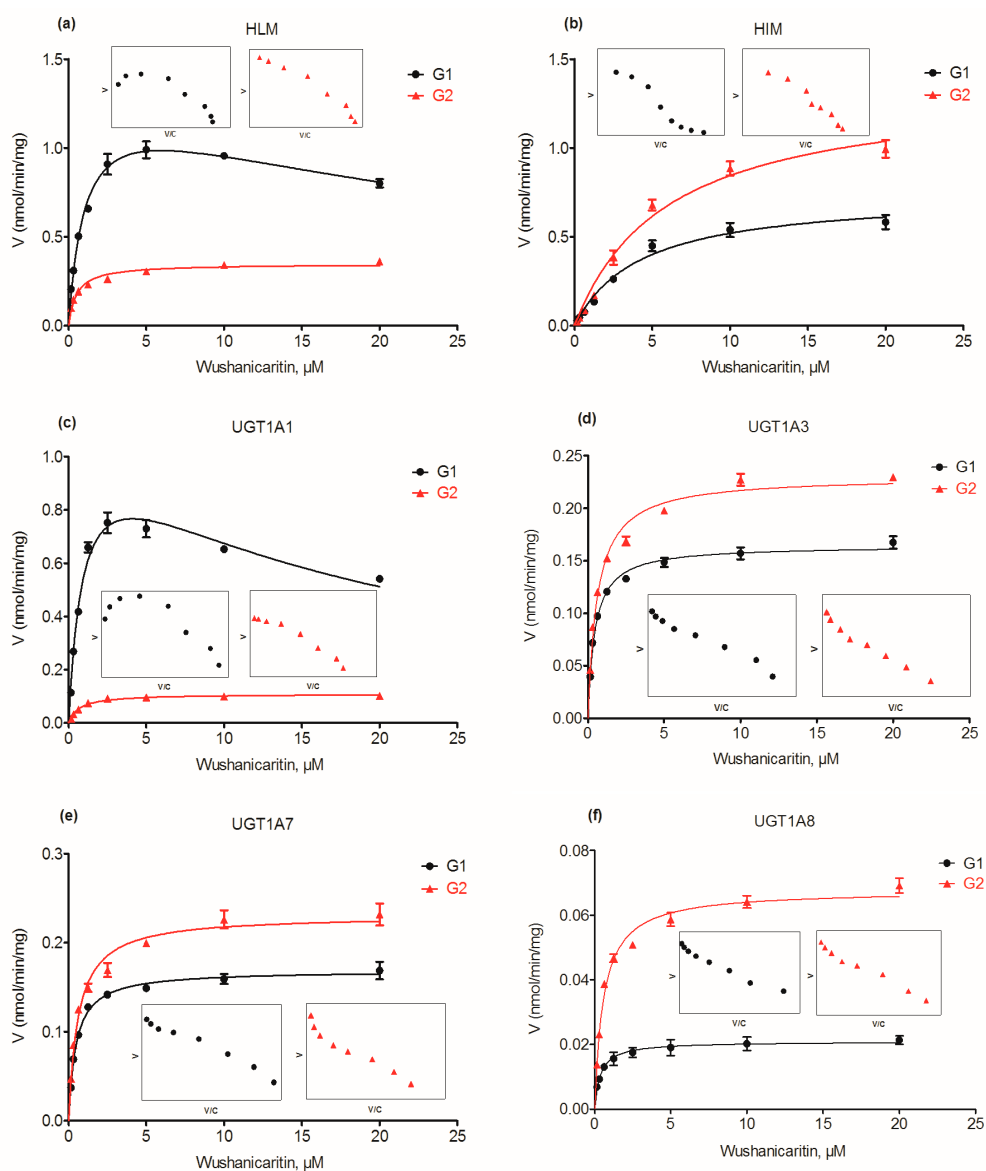 (a)
HLM
V (nmol/min/mg)
1.5
1.0
0.5
0.0
0
5
10
15
20
25
Wushanicaritin, µM
G1
G2
V
V/C
V
V/C
(b)
HIM
V (nmol/min/mg)
1.5
1.0
0.5
0.0
0
5
10
15
20
25
Wushanicaritin, µM
G1
G2
V
V/C
V
V/C
(c)
UGT1A1
V (nmol/min/mg)
1.0
0.8
0.6
0.4
0.2
0.0
0
5
10
15
20
25
Wushanicaritin, µM
G1
G2
V
V/C
V
V/C
(d)
UGT1A3
V (nmol/min/mg)
0.25
0.20
0.15
0.10
0.05
0.00
0
5
10
15
20
25
Wushanicaritin, µM
G1
G2
V
V/C
V
V/C
(e)
UGT1A7
V (nmol/min/mg)
0.3
0.2
0.1
0.0
0
5
10
15
20
25
Wushanicaritin, µM
G1
G2
V
V/C
V
V/C
(f)
UGT1A8
V (nmol/min/mg)
0.08
0.06
0.04
0.02
0.00
0
5
10
15
20
25
Wushanicaritin, µM
G1
G2
V
V/C
V
V/C